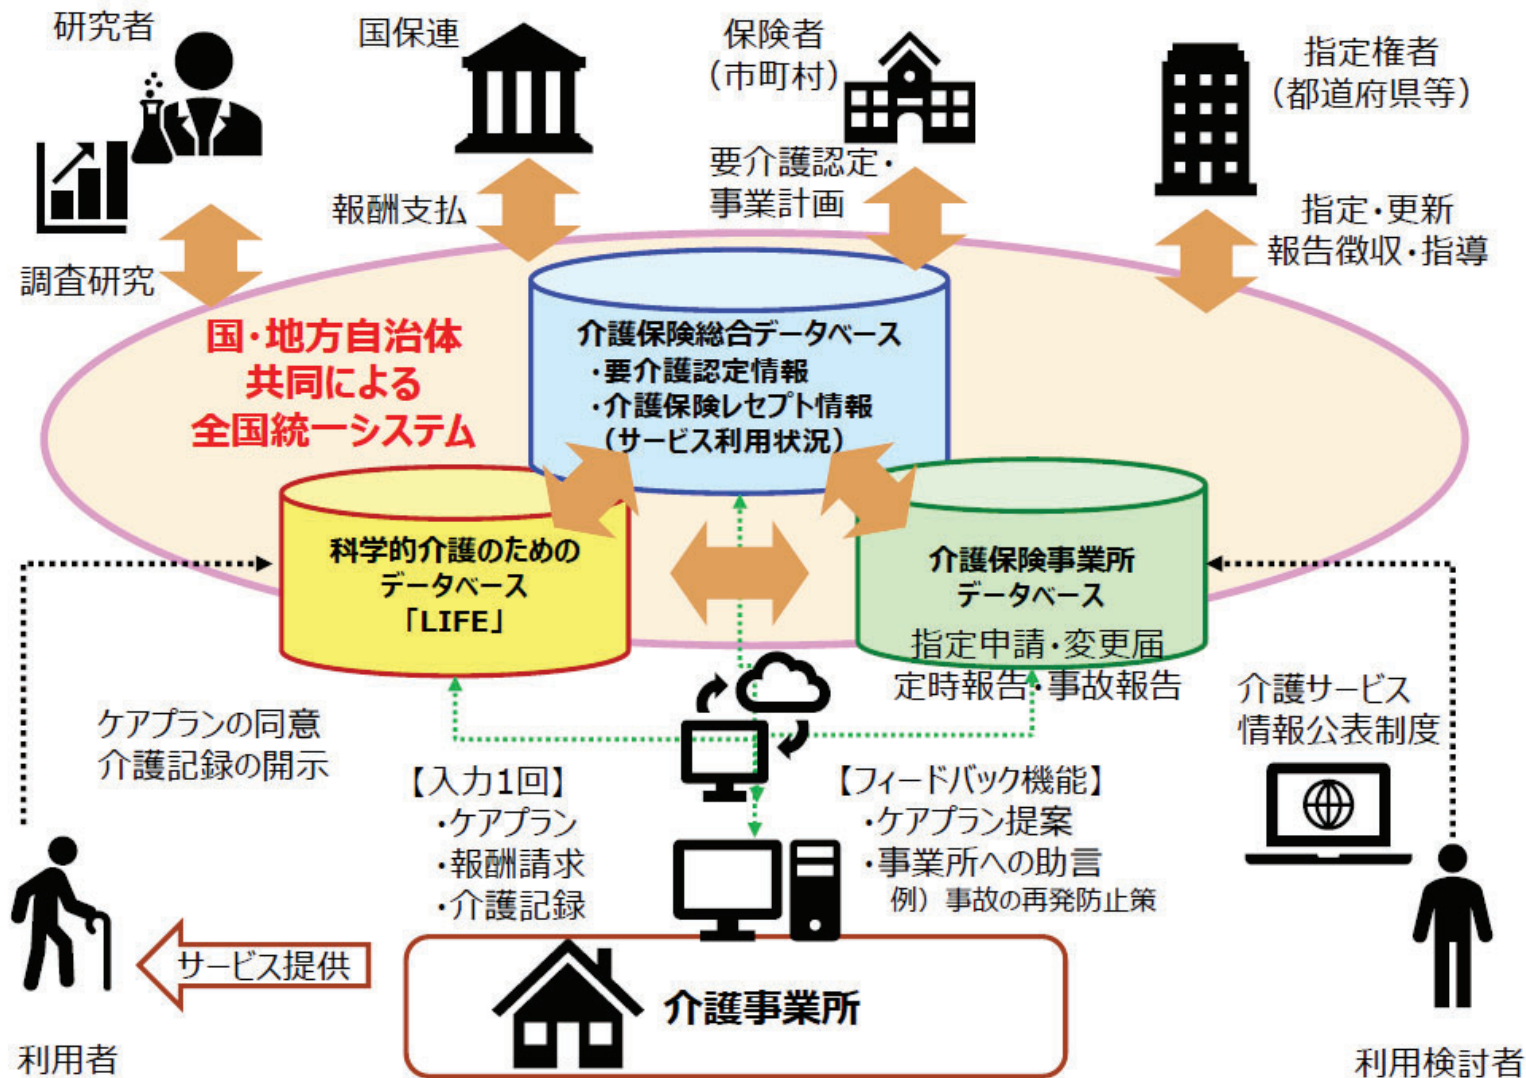 研究者
国保連
保険者
（市町村）
指定権者
（都道府県等）
調査研究
報酬支払
要介護認定・
事業計画
指定・更新
報告徴収・指導
国・地方自治体
共同による
全国統一システム
介護保険総合データベース
・要介護認定情報
・介護保険レセプト情報
（サービス利用状況）
科学的介護のための
データベース
「LIFE」
介護保険事業所
データベース
指定申請・変更届
定時報告・事故報告
ケアプランの同意
介護記録の開示
介護サービス
情報公表制度
【入力1回】
・ケアプラン
・報酬請求
・介護記録
【フィードバック機能】
・ケアプラン提案
・事業所への助言
例）事故の再発防止策
サービス提供
介護事業所
利用者
利用検討者